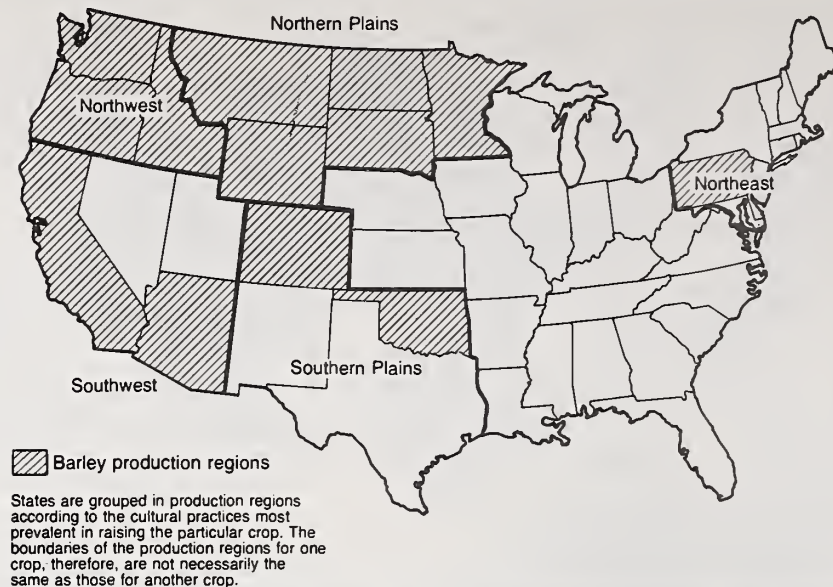 Northern Plains
Northwest
Northeast
Southern Plains
Southwest
Barley production regions
States are grouped in production regions
according to the cultural practices most
prevalent in raising the particular crop. The
boundaries of the production regions for one
crop, therefore, are not necessarily the
same as those for another crop.